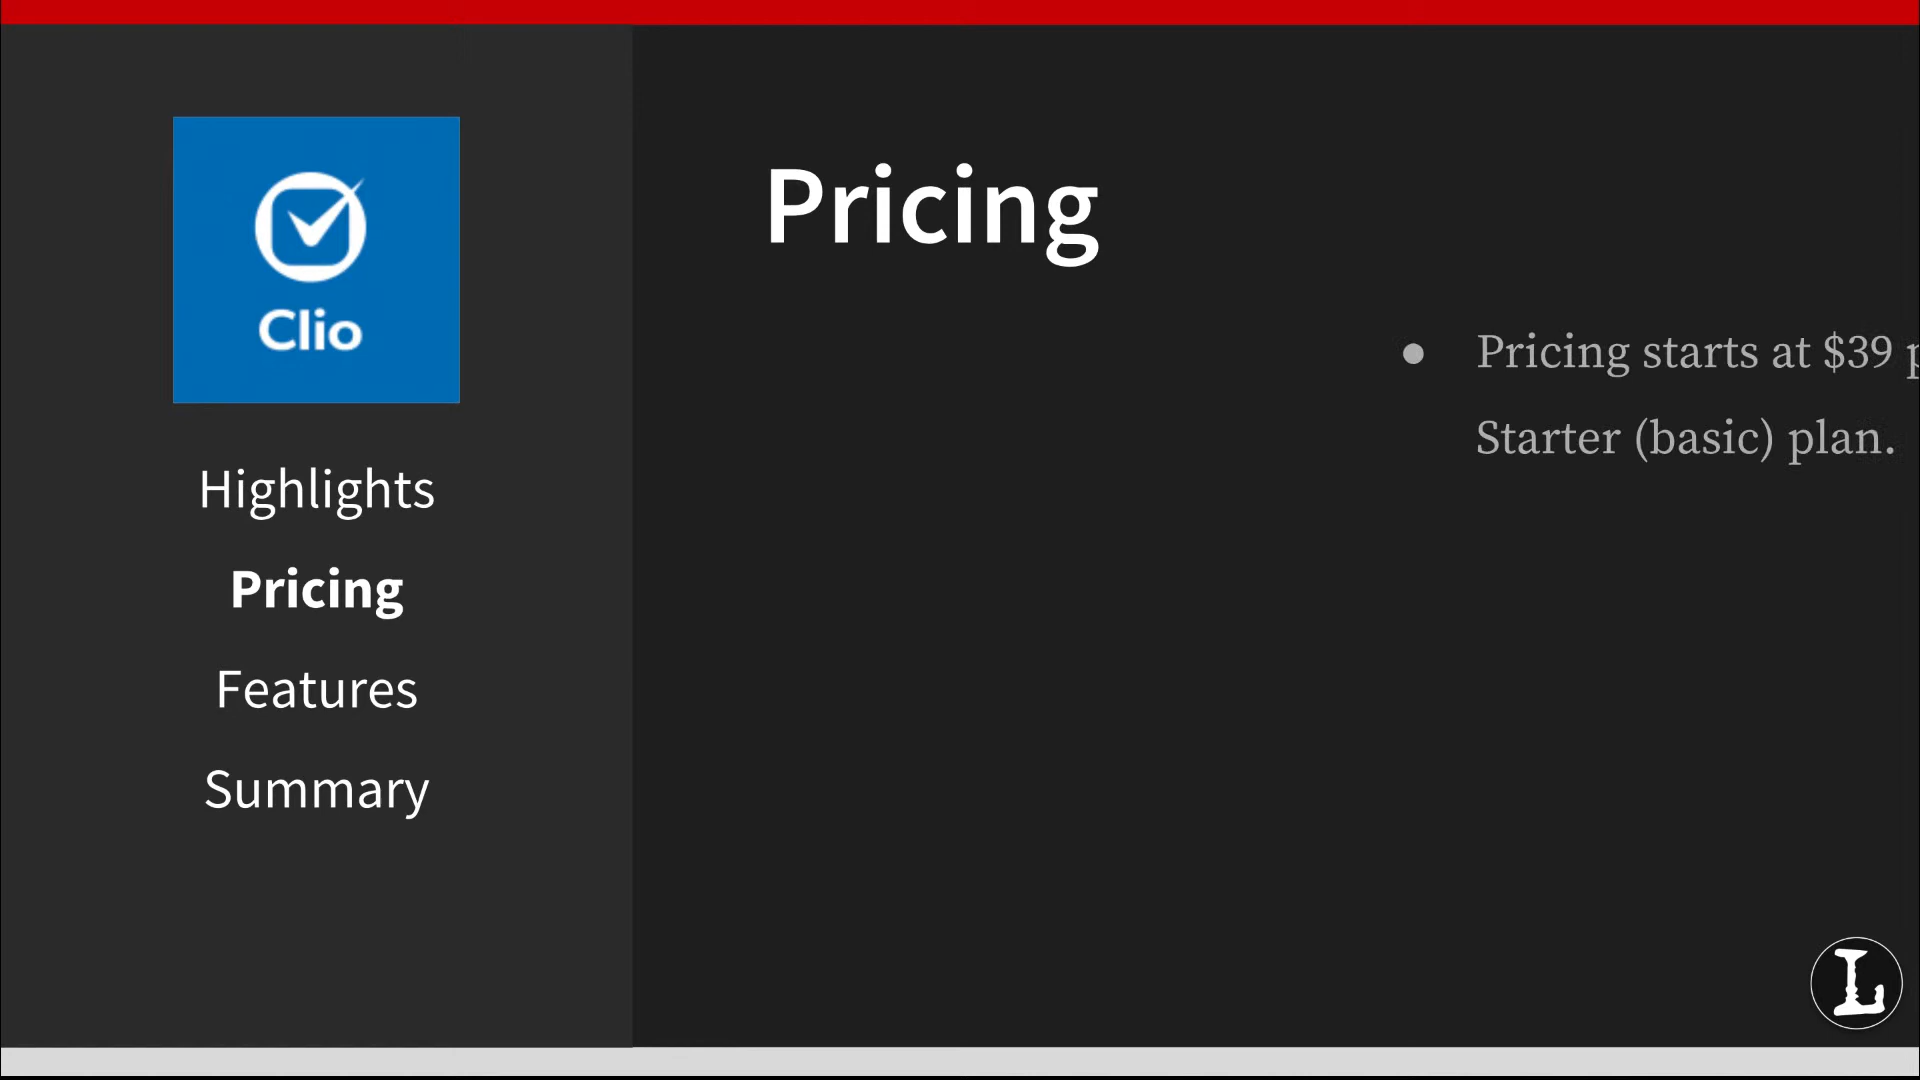 Clio
Highlights
Pricing
Features
Summary
Pricing
● Pricing starts at $39
Starter (basic) plan.
L